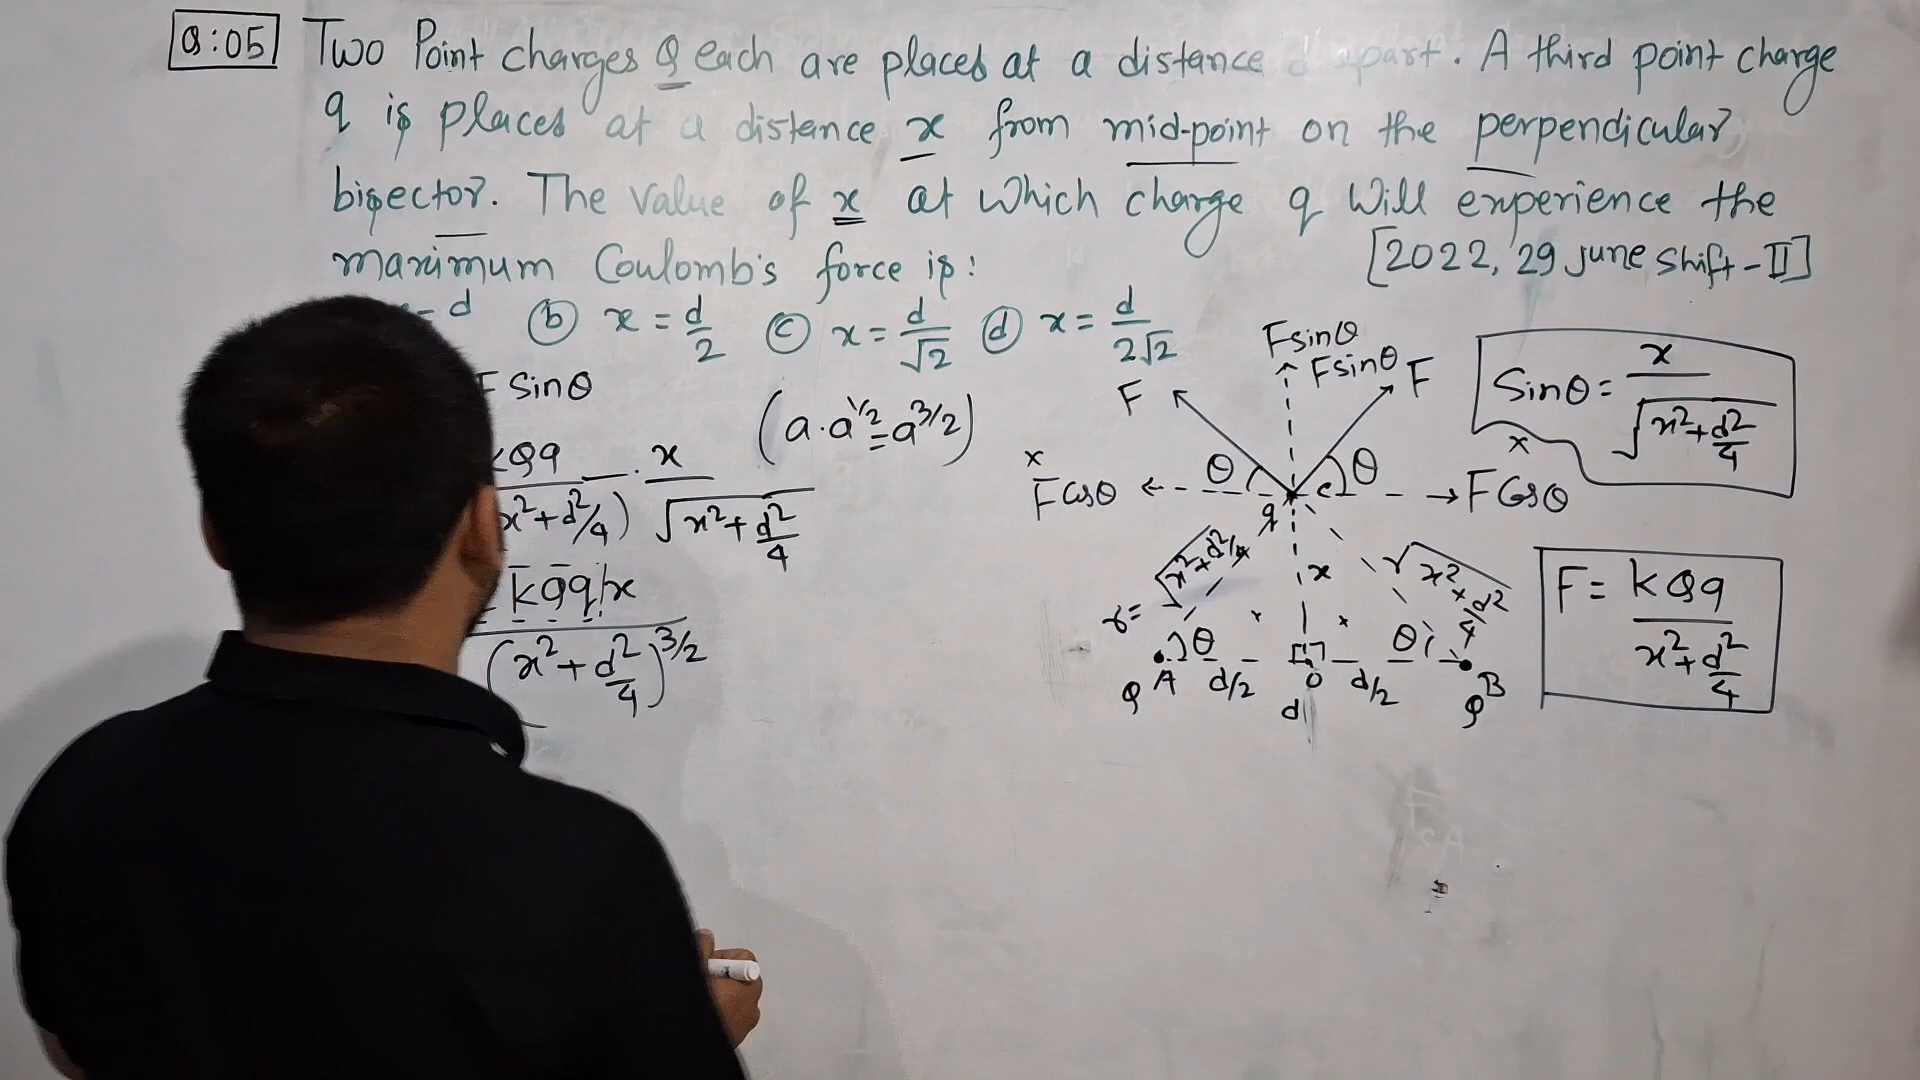 Q:05 Two Point charges Q each are placed at a distance d apart. A third point charge
q is placed at a distance x from mid-point on the perpendicular
bisector. The value of x at which charge q will experience the
maximum Coulomb's force is:
[2022, 29 June Shift-II]
= d (b) x = d/2 (c) x = d/√2 (d) x = d/2√2
F Sinθ
(a.a^1/2 = a^3/2)
KQq/(x²+d²/4) . x/√(x²+d²/4)
kQqx/(x²+d²/4)^3/2
Fsinθ
Fsinθ
F
F
Sinθ = x/√(x²+d²/4)
x
x
θ
θ
Fcosθ
FCosθ
c
q
r= √x²+d²/4
x
√x²+d²/4
F = kQq/(x²+d²/4)
θ
θ
Q A d/2 O d/2 B Q
d